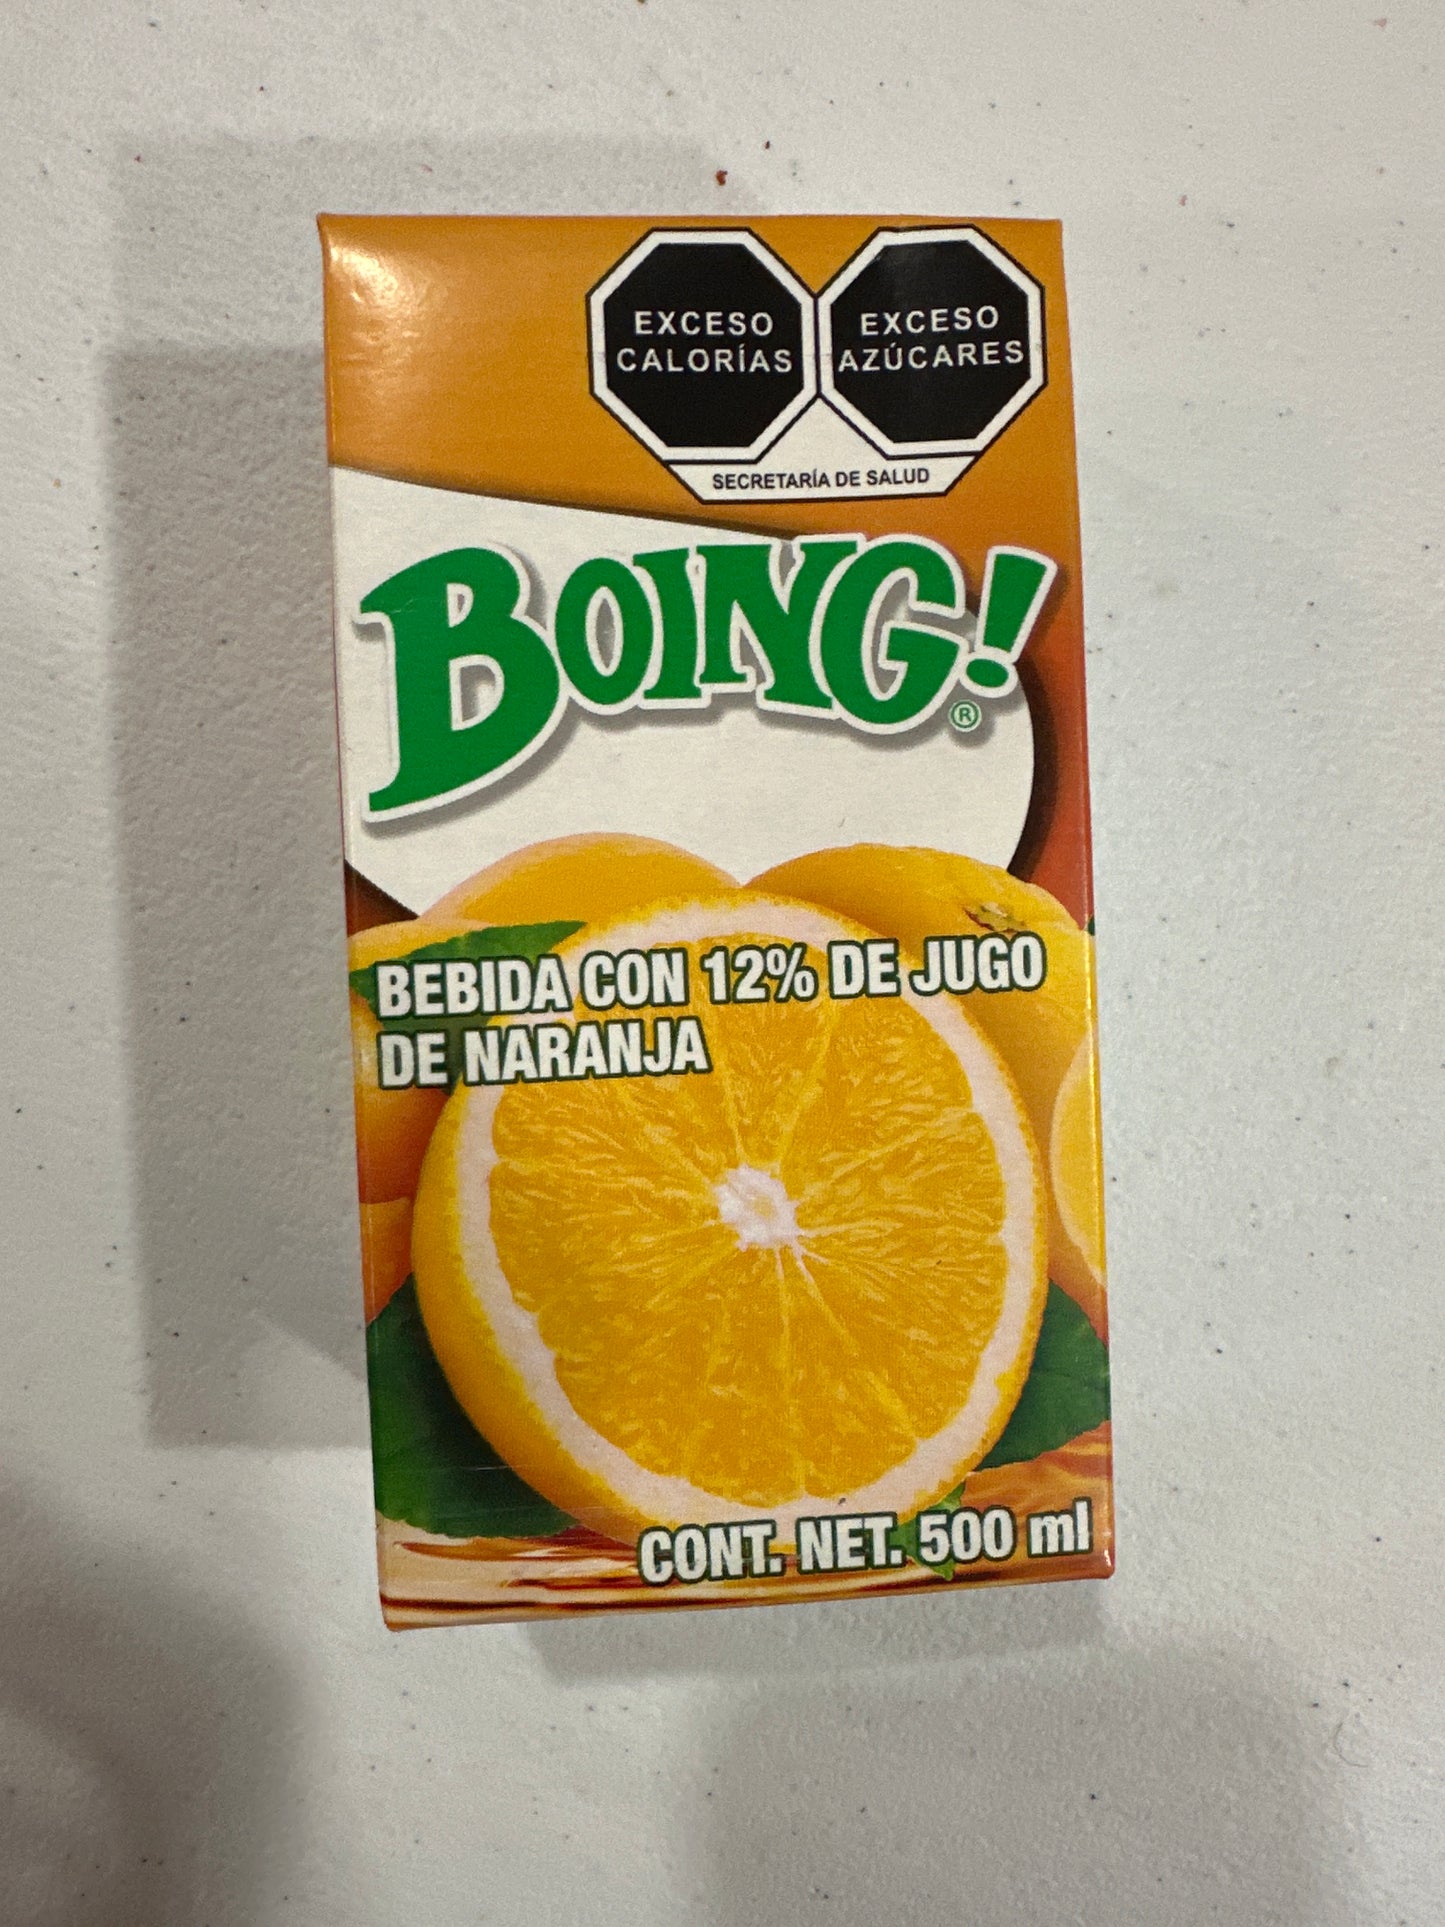 EXCESO
CALORÍAS
EXCESO
AZÚCARES
SECRETARÍA DE SALUD
BOING!
®
BEBIDA CON 12% DE JUGO
DE NARANJA
CONT. NET. 500 ml